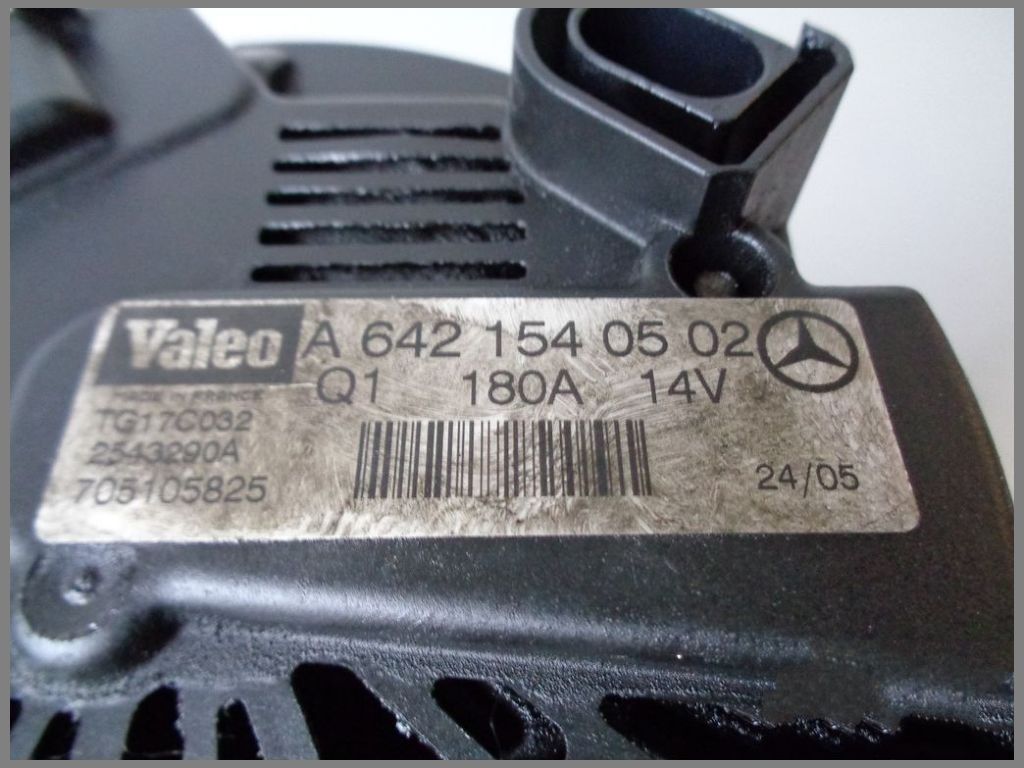 Valeo A 642 154 05 02
Q1 180A 14V
MADE IN FRANCE
TG17C032
2543290A
705105825
24/05